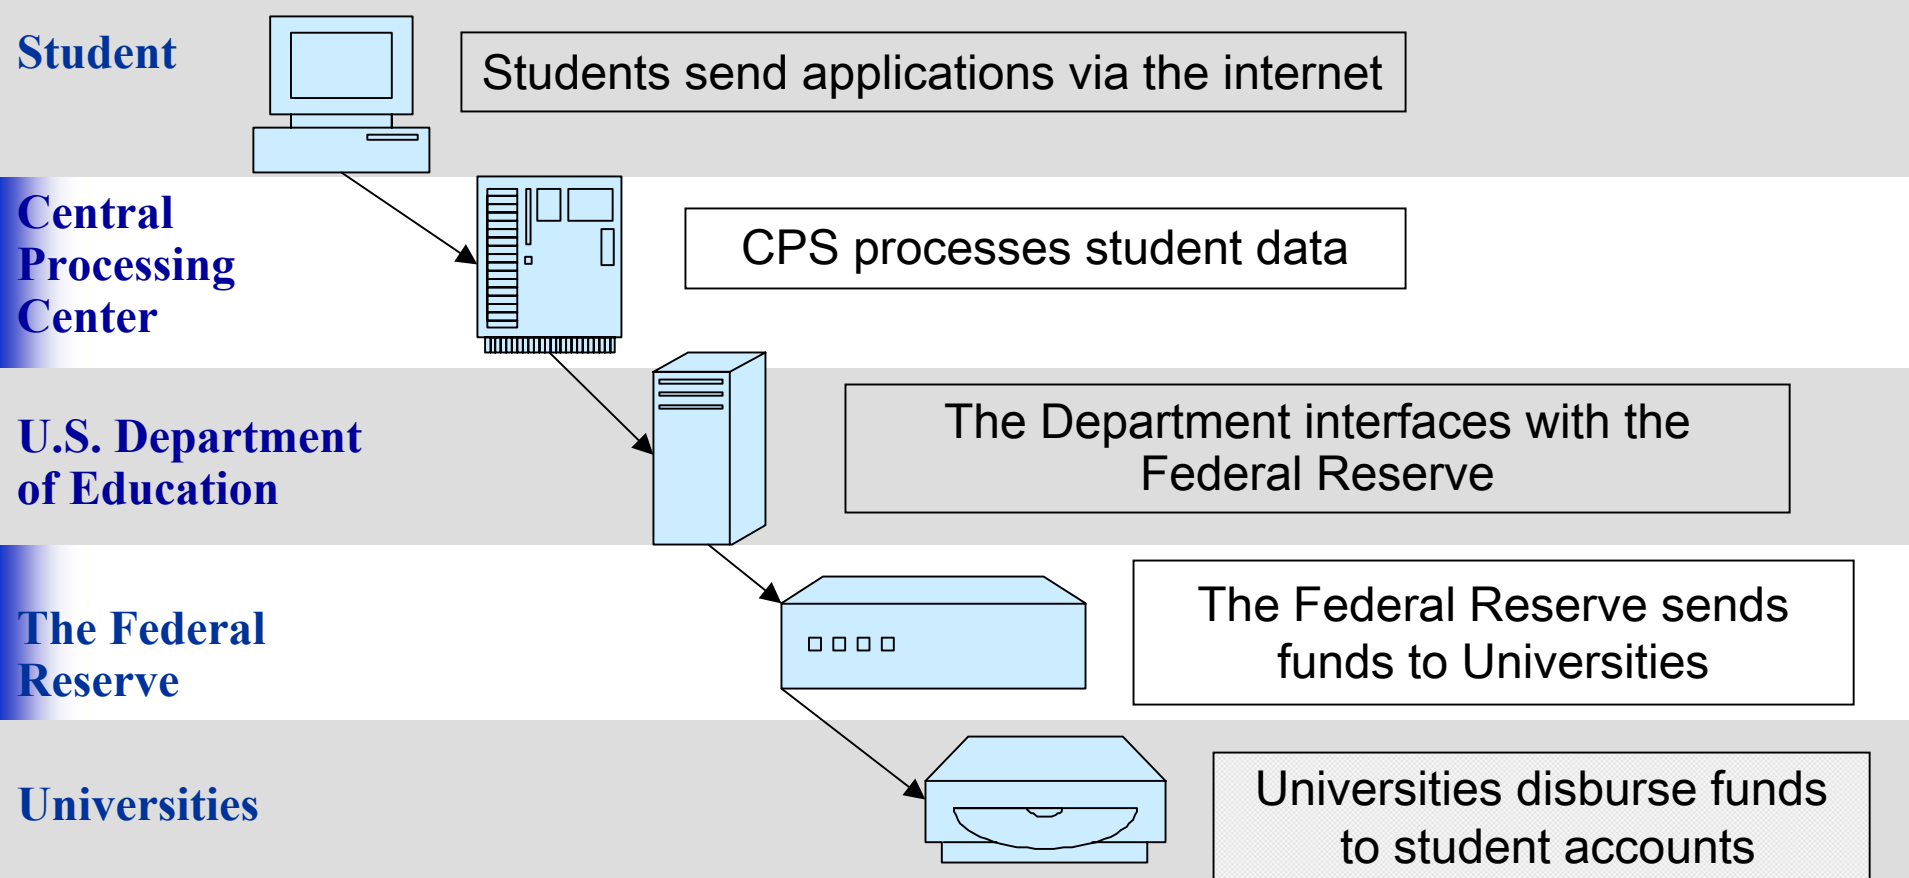 Student
Students send applications via the internet
Central
Processing
Center
CPS processes student data
U.S. Department
of Education
The Department interfaces with the
Federal Reserve
The Federal
Reserve
The Federal Reserve sends
funds to Universities
Universities
Universities disburse funds
to student accounts